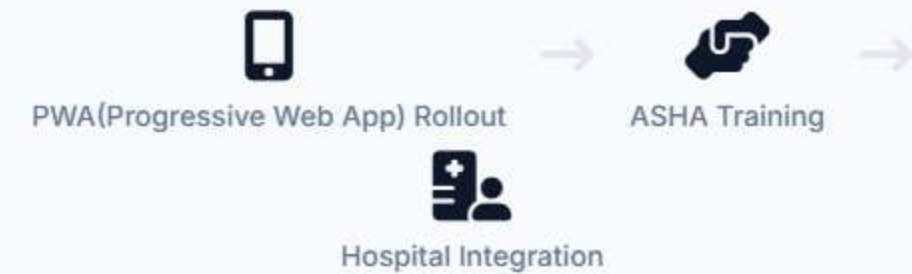 PWA(Progressive Web App) Rollout
ASHA Training
Hospital Integration